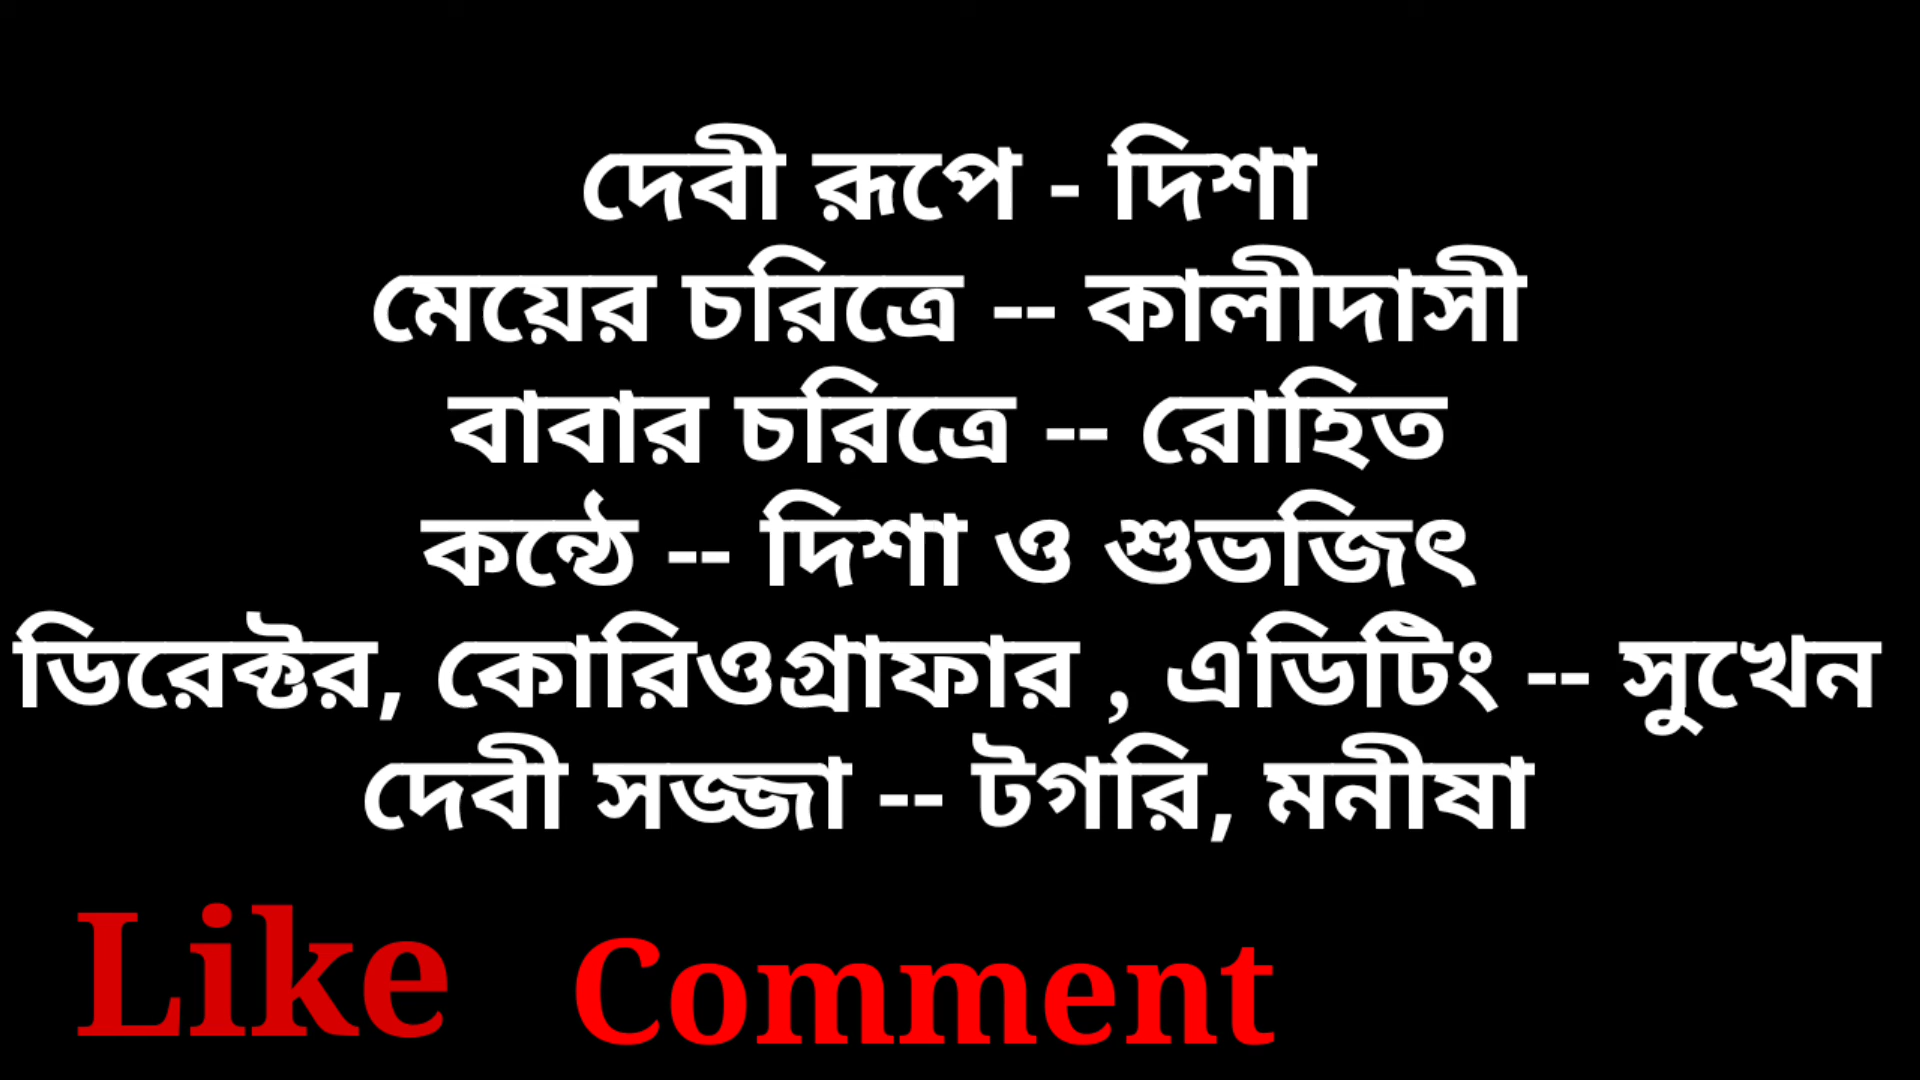 দেবী রূপে - দিশা
মেয়ের চরিত্রে -- কালীদাসী
বাবার চরিত্রে -- রোহিত
কন্ঠে -- দিশা ও শুভজিৎ
ডিরেক্টর, কোরিওগ্রাফার , এডিটিং -- সুখেন
দেবী সজ্জা -- টগরি, মনীষা
Like Comment